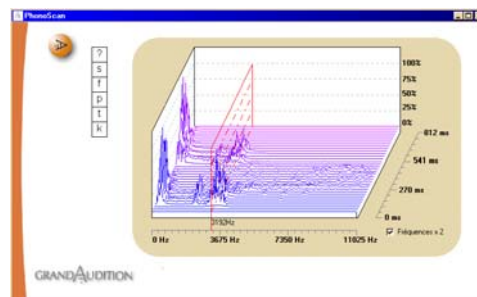 PhonoScan
?
s
f
p
t
k
100%
75%
50%
25%
0%
812 ms
541 ms
270 ms
0 ms
3192Hz
0 Hz 3675 Hz 7350 Hz 11025 Hz
Fréquences x 2
GRANDAUDITION